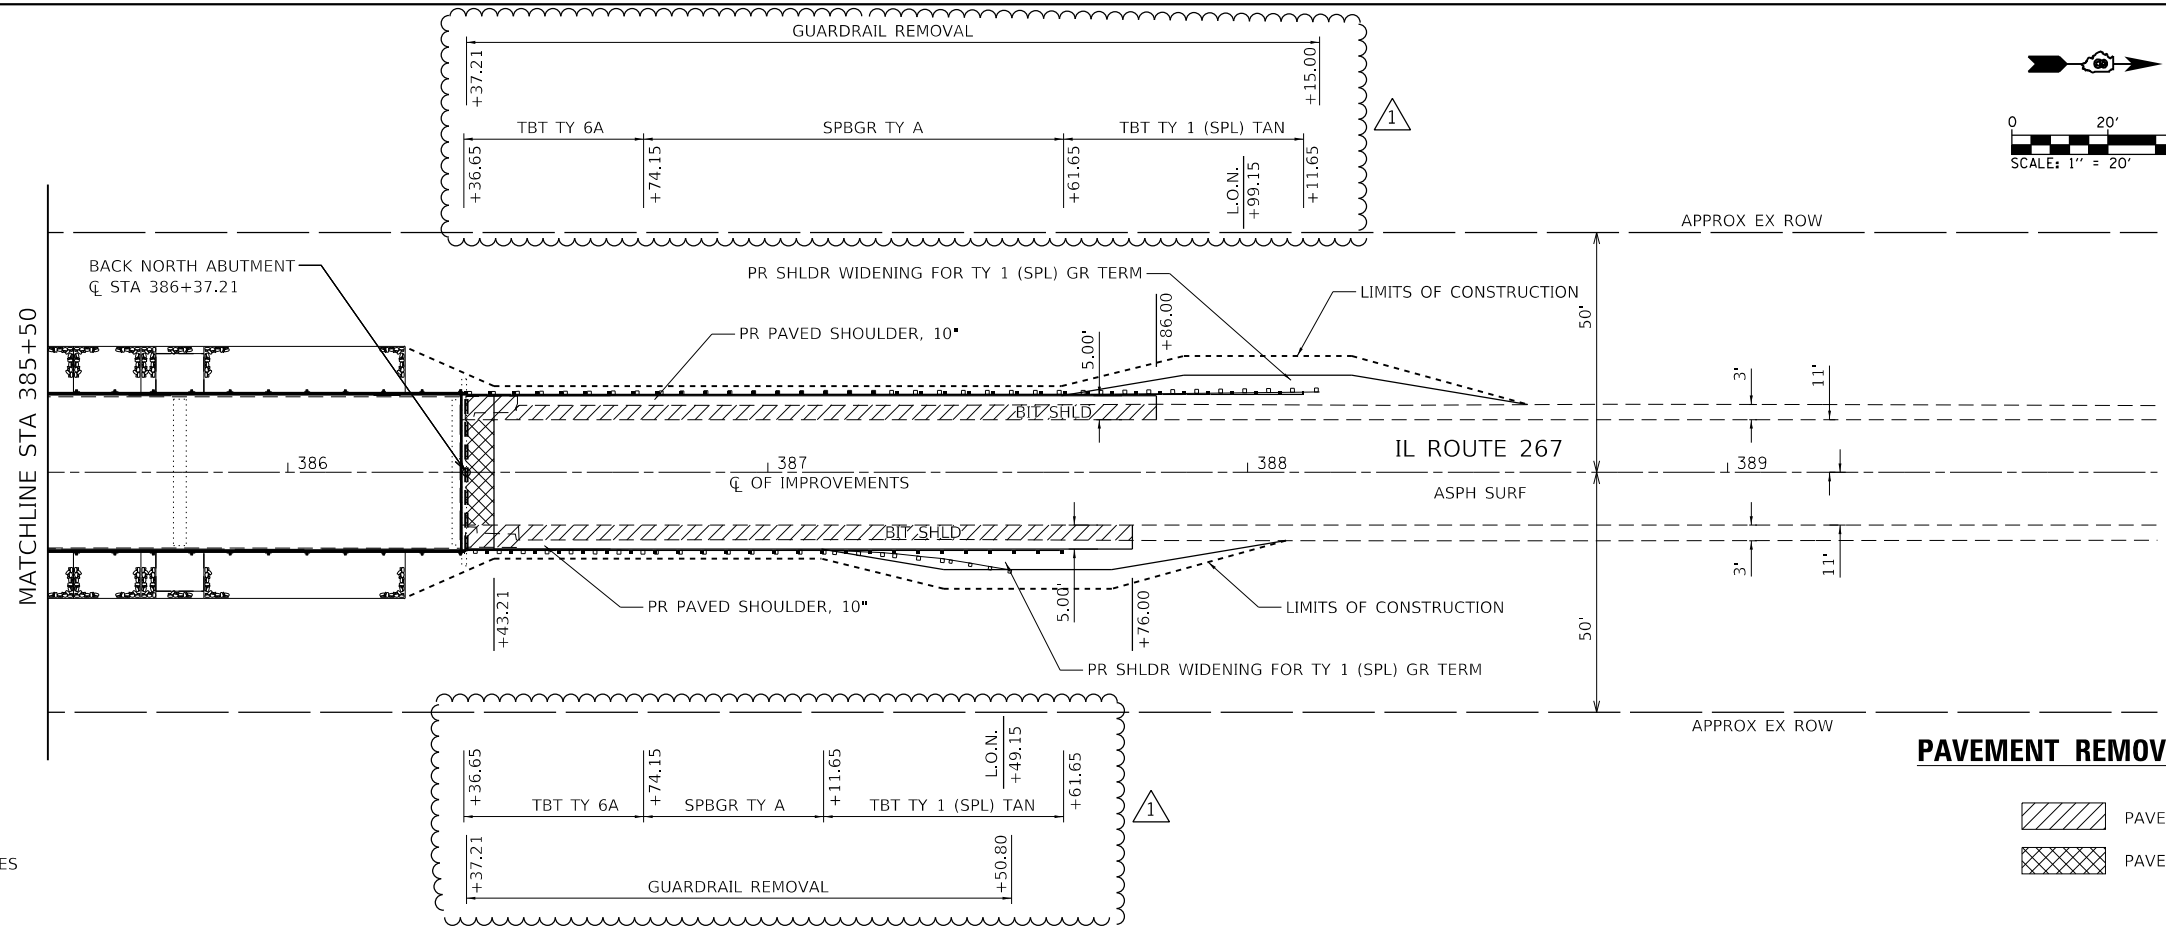 GUARDRAIL REMOVAL
+37.21
+15.00
TBT TY 6A
SPBGR TY A
TBT TY 1 (SPL) TAN
+36.65
+74.15
+61.65
L.O.N.
+99.15
+11.65
1
0
20'
SCALE: 1" = 20'
APPROX EX ROW
BACK NORTH ABUTMENT
℄ STA 386+37.21
PR SHLDR WIDENING FOR TY 1 (SPL) GR TERM
LIMITS OF CONSTRUCTION
MATCHLINE STA 385+50
PR PAVED SHOULDER, 10"
5.00'
+86.00
50'
3'
11'
BIT SHLD
IL ROUTE 267
386
387
388
389
℄ OF IMPROVEMENTS
ASPH SURF
BIT SHLD
PR PAVED SHOULDER, 10"
+43.21
5.00'
+76.00
LIMITS OF CONSTRUCTION
50'
3'
11'
PR SHLDR WIDENING FOR TY 1 (SPL) GR TERM
APPROX EX ROW
PAVEMENT REMOV
+36.65
+74.15
+11.65
L.O.N.
+49.15
+61.65
TBT TY 6A
SPBGR TY A
TBT TY 1 (SPL) TAN
1
+37.21
+50.80
GUARDRAIL REMOVAL
PAVE
PAVE
ES